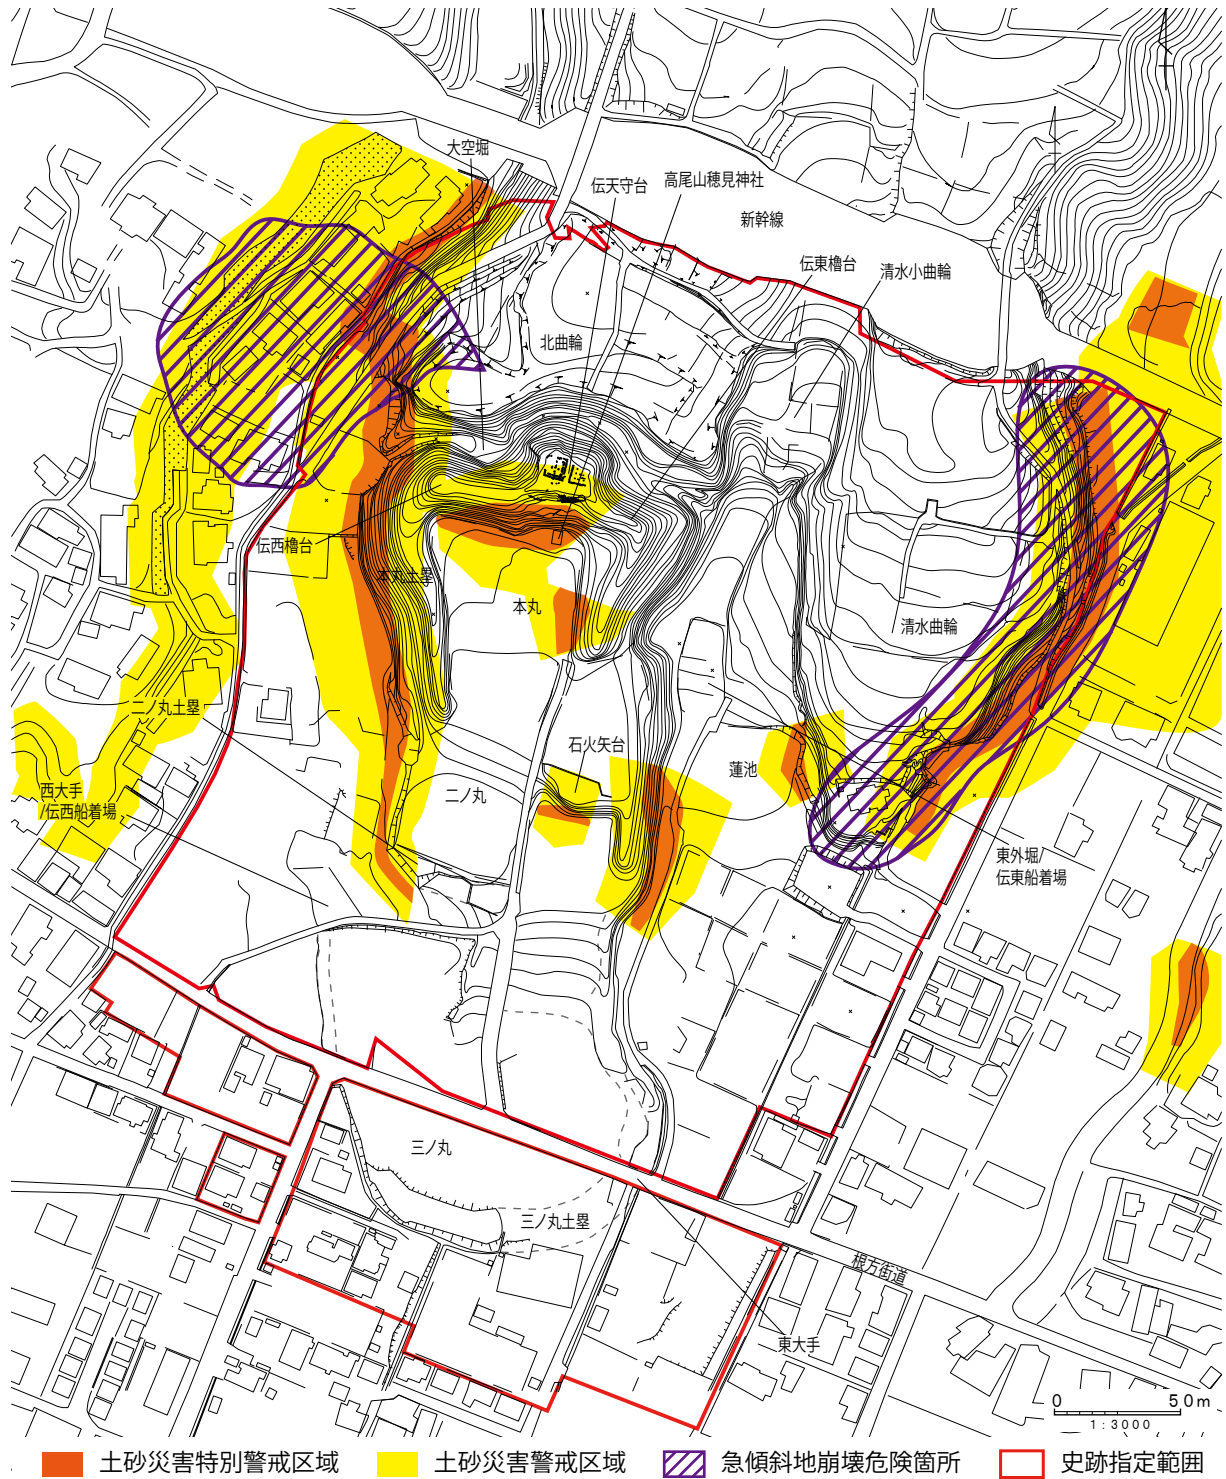 大空堀
伝天守台
高尾山穂見神社
新幹線
伝東櫓台
清水小曲輪
北曲輪
伝西櫓台
本丸土塁
本丸
清水曲輪
二ノ丸土塁
石火矢台
蓮池
西大手
/伝西船着場
二ノ丸
東外堀/
伝東船着場
三ノ丸
三ノ丸土塁
根方街道
東大手
0 50m
1:3000
土砂災害特別警戒区域
土砂災害警戒区域
急傾斜地崩壊危険箇所
史跡指定範囲